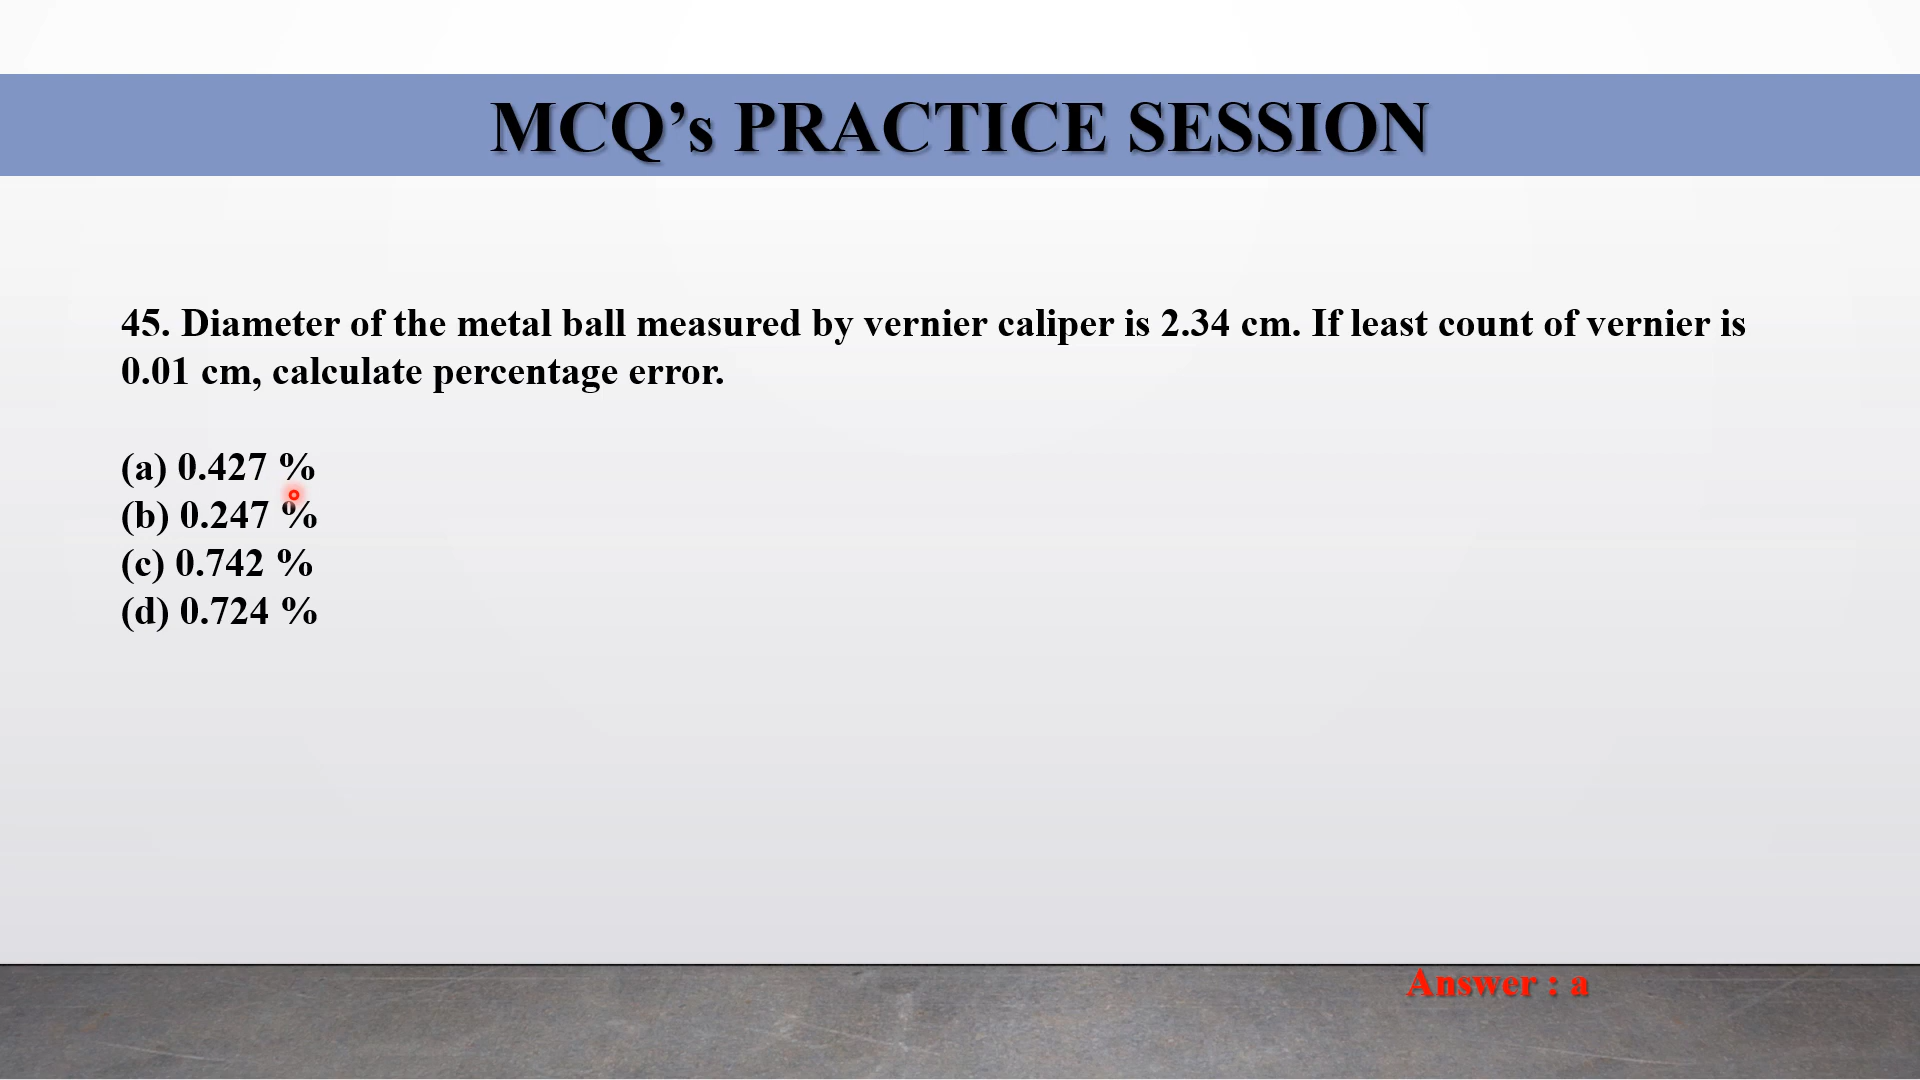 MCQ’s PRACTICE SESSION
45. Diameter of the metal ball measured by vernier caliper is 2.34 cm. If least count of vernier is
0.01 cm, calculate percentage error.
(a) 0.427 %
(b) 0.247 %
(c) 0.742 %
(d) 0.724 %
Answer : a